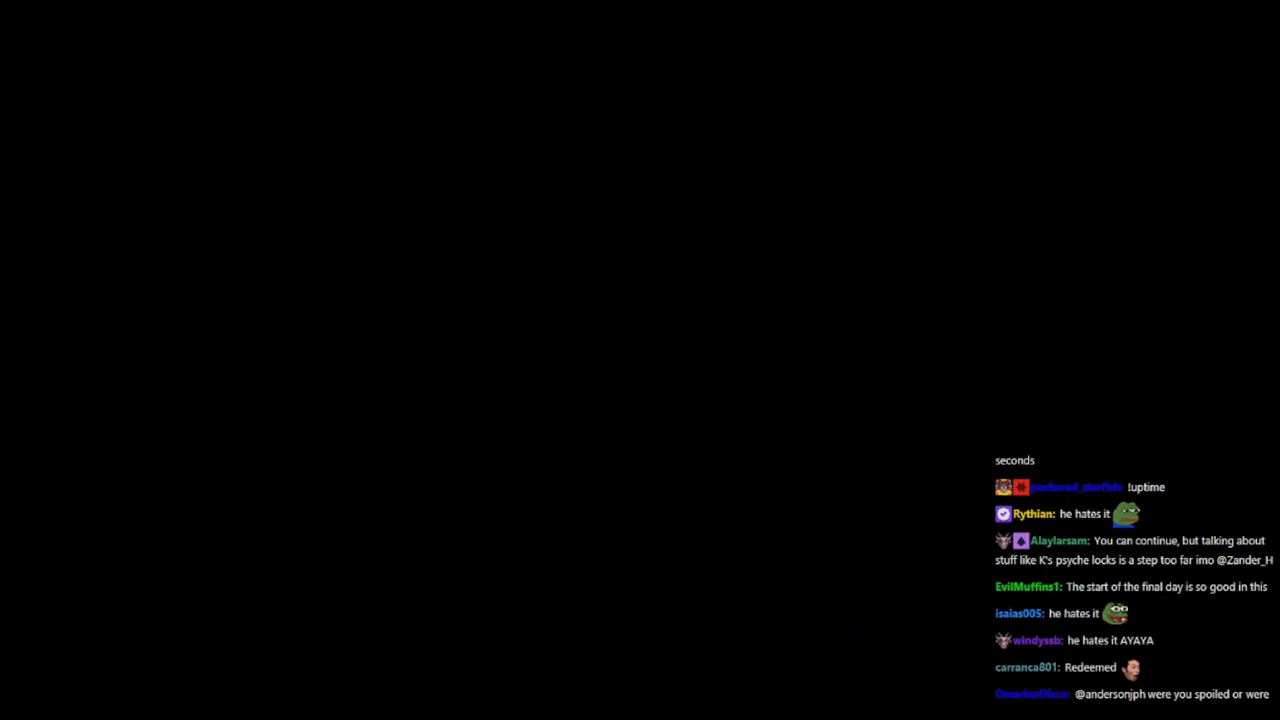 seconds
!uptime
Rythian: he hates it
Alaylarsam: You can continue, but talking about
stuff like K's psyche locks is a step too far imo @Zander_H
EvilMuffins1: The start of the final day is so good in this
isaias005: he hates it
windyssb: he hates it AYAYA
carranca801: Redeemed
@andersonjph were you spoiled or were